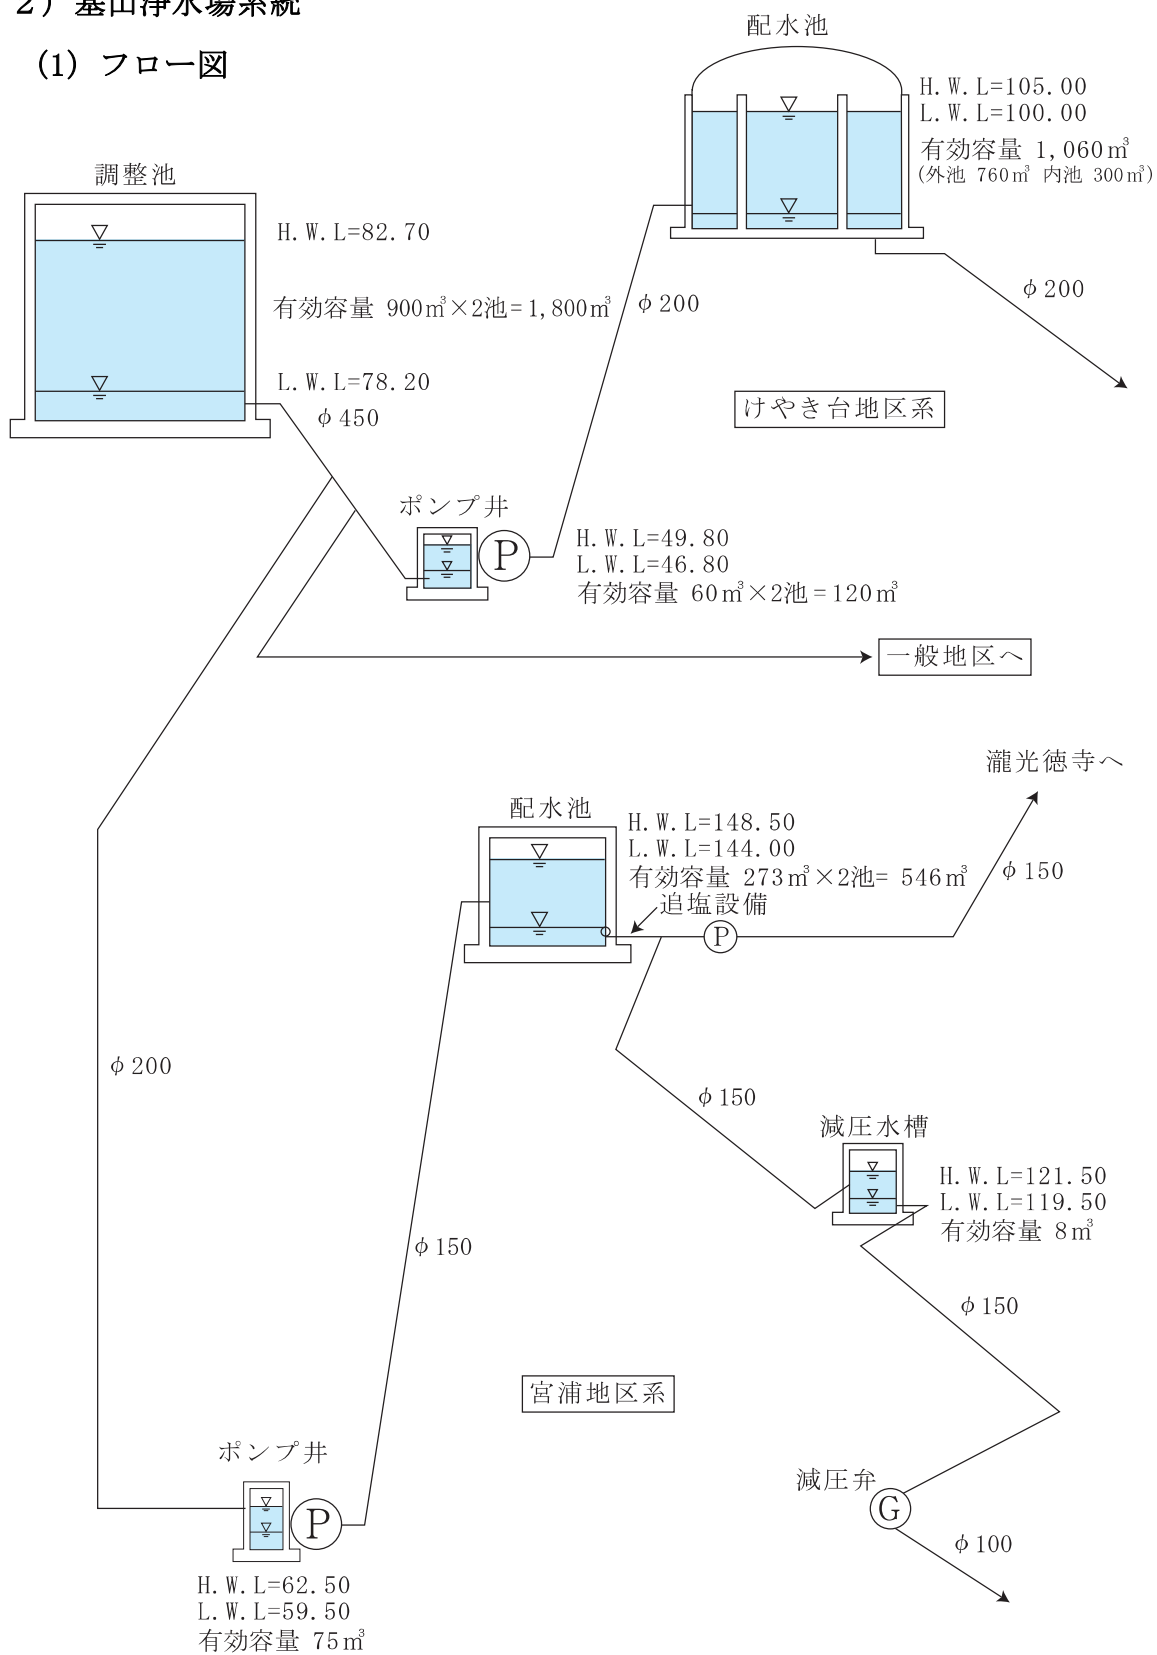 2）基山浄水場系統
(1) フロー図
配水池
H.W.L=105.00
L.W.L=100.00
有効容量 1,060㎥
(外池 760㎥ 内池 300㎥)
調整池
H.W.L=82.70
有効容量 900㎥×2池=1,800㎥
L.W.L=78.20
φ450
φ200
φ200
けやき台地区系
ポンプ井
P
H.W.L=49.80
L.W.L=46.80
有効容量 60㎥×2池=120㎥
一般地区へ
瀧光徳寺へ
配水池
H.W.L=148.50
L.W.L=144.00
有効容量 273㎥×2池= 546㎥
追塩設備
P
φ150
φ200
φ150
減圧水槽
H.W.L=121.50
L.W.L=119.50
有効容量 8㎥
φ150
φ150
宮浦地区系
ポンプ井
P
H.W.L=62.50
L.W.L=59.50
有効容量 75㎥
減圧弁
G
φ100